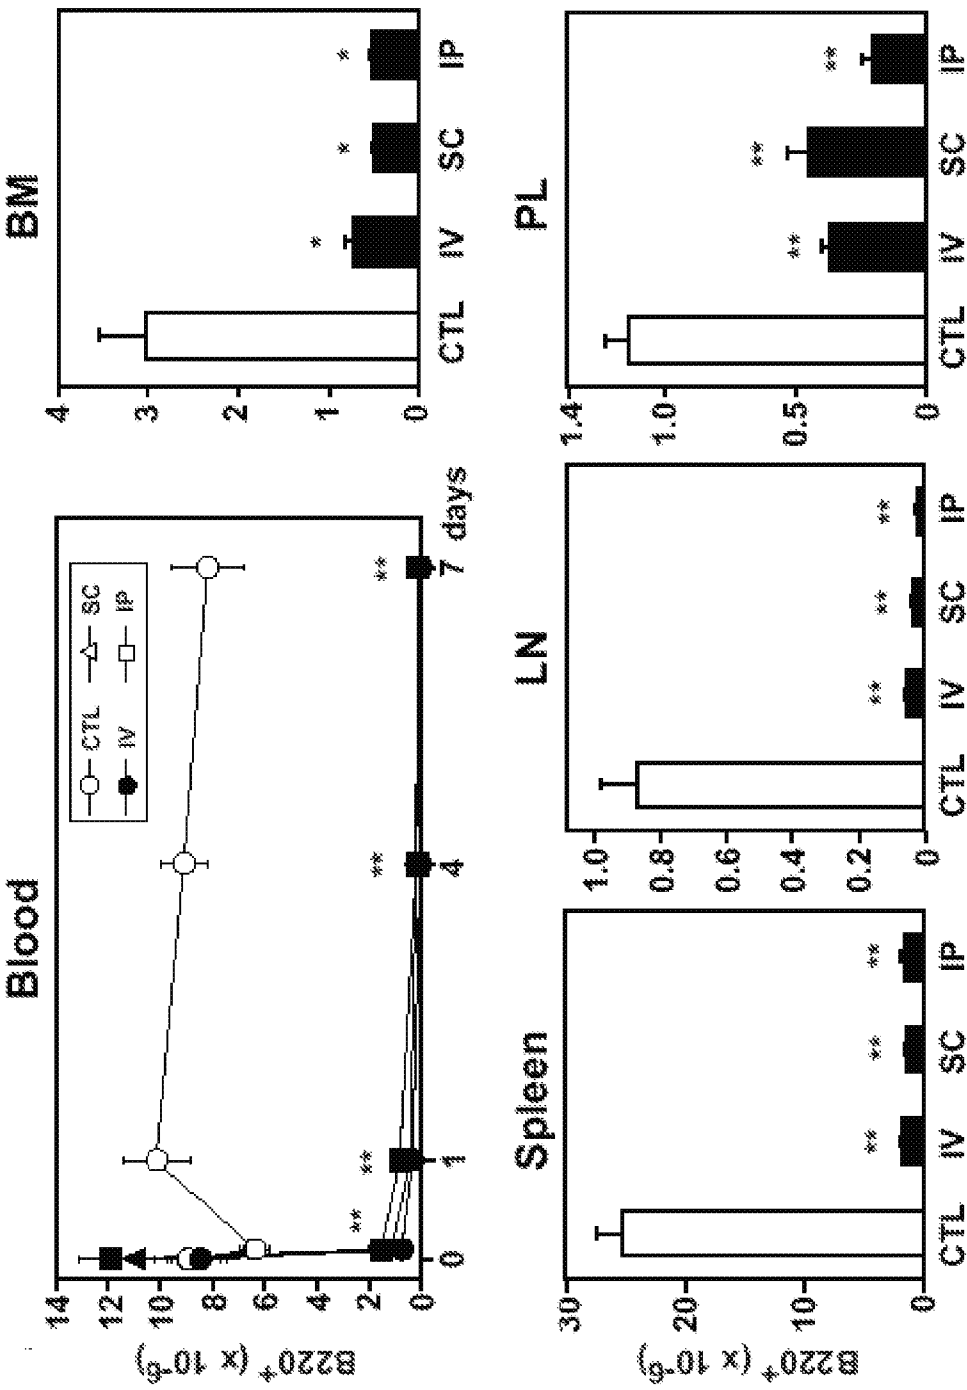 Blood
B220+ (x 10-6)
14
12
10
8
6
4
2
0
CTL
SC
IV
IP
**
**
**
**
0
1
4
7 days
BM
4
3
2
1
0
*
*
*
CTL
IV
SC
IP
Spleen
B220+ (x 10-6)
30
20
10
0
**
**
**
CTL
IV
SC
IP
LN
1.0
0.8
0.6
0.4
0.2
0
**
**
**
CTL
IV
SC
IP
PL
1.4
1.0
0.5
0
**
**
**
CTL
IV
SC
IP